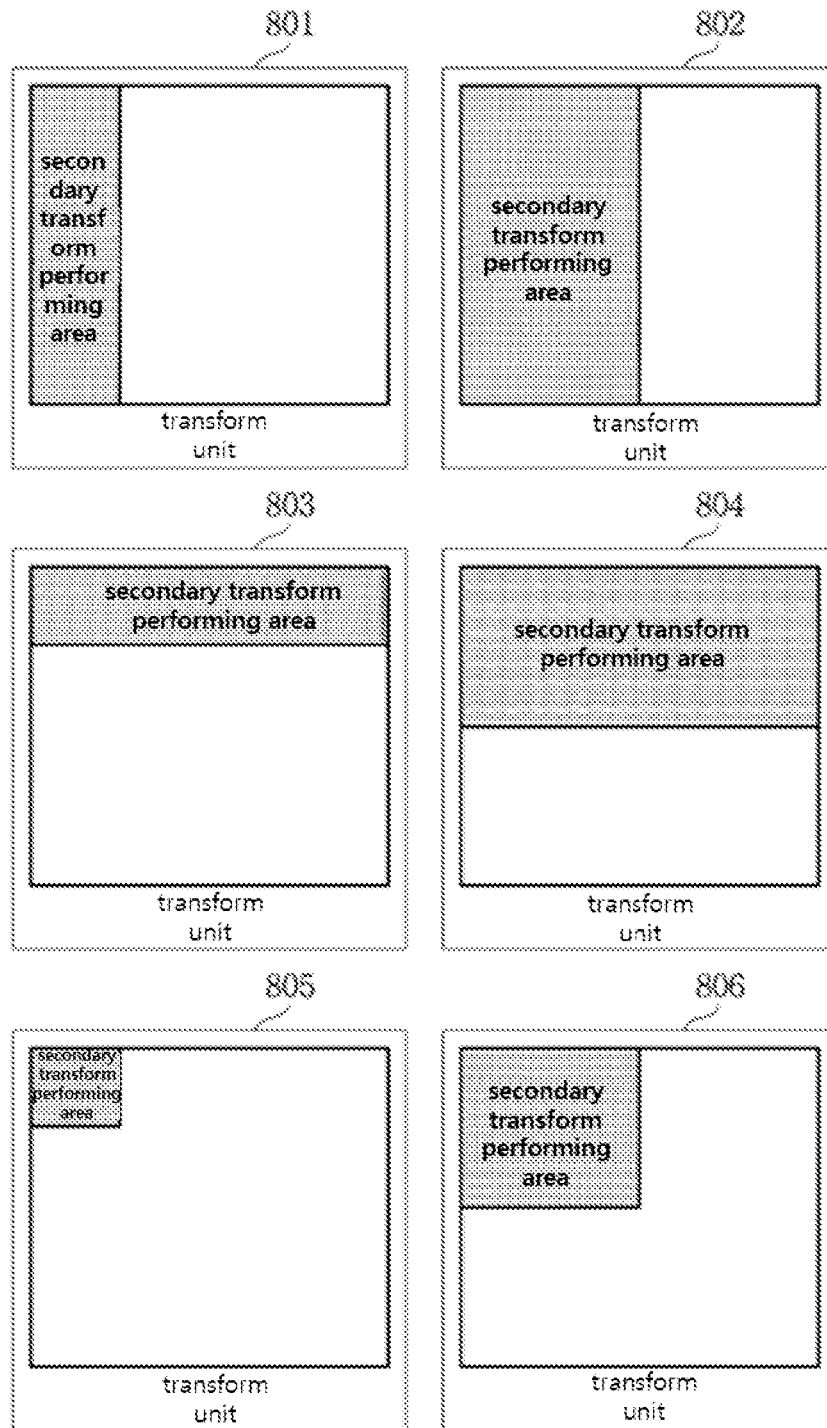 801
secon
dary
transf
orm
perfor
ming
area
transform
unit
802
secondary
transform
performing
area
transform
unit
803
secondary transform
performing area
transform
unit
804
secondary transform
performing area
transform
unit
805
secondary
transform
performing
area
transform
unit
806
secondary
transform
performing
area
transform
unit